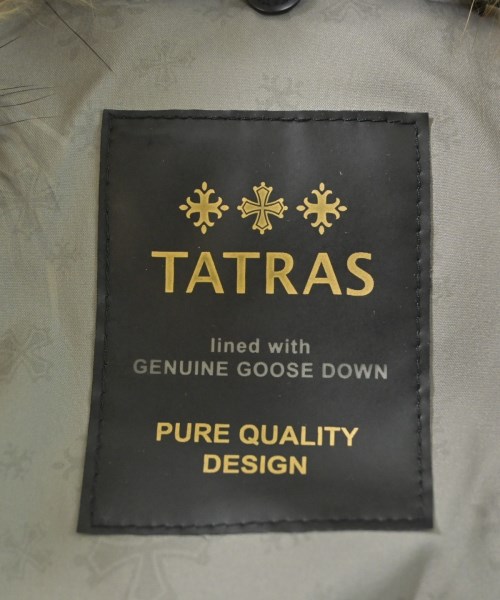 TATRAS
lined with
GENUINE GOOSE DOWN
PURE QUALITY
DESIGN